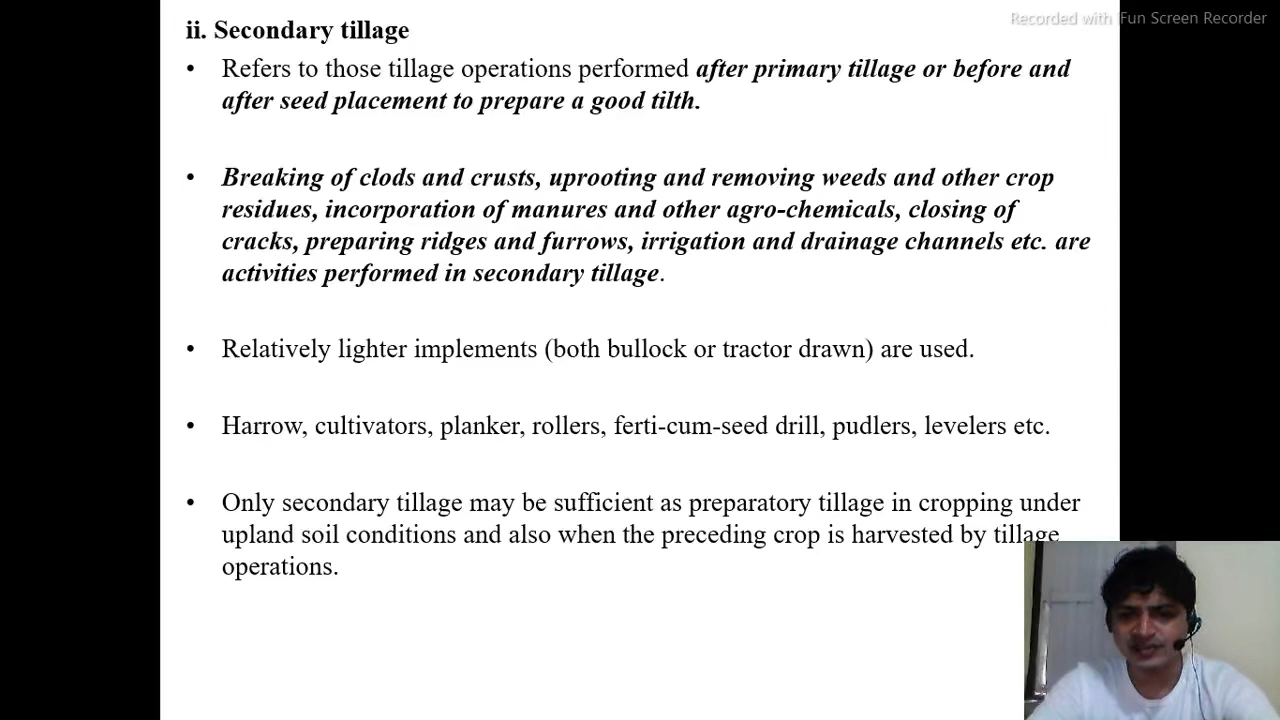 Recorded with iFun Screen Recorder
ii. Secondary tillage
• Refers to those tillage operations performed after primary tillage or before and
after seed placement to prepare a good tilth.
• Breaking of clods and crusts, uprooting and removing weeds and other crop
residues, incorporation of manures and other agro-chemicals, closing of
cracks, preparing ridges and furrows, irrigation and drainage channels etc. are
activities performed in secondary tillage.
• Relatively lighter implements (both bullock or tractor drawn) are used.
• Harrow, cultivators, planker, rollers, ferti-cum-seed drill, pudlers, levelers etc.
• Only secondary tillage may be sufficient as preparatory tillage in cropping under
upland soil conditions and also when the preceding crop is harvested by tillage
operations.